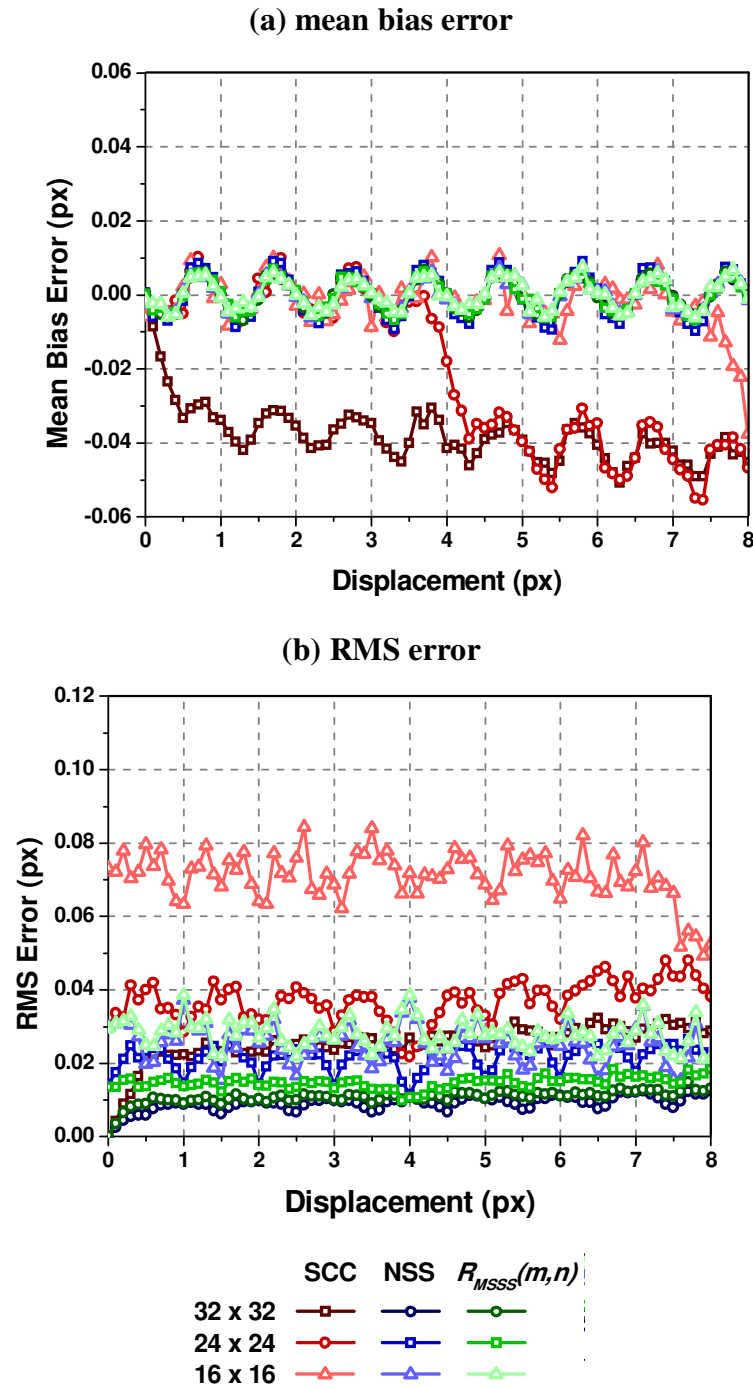 (a) mean bias error
0.06
0.04
0.02
0.00
-0.02
-0.04
-0.06
Mean Bias Error (px)
0 1 2 3 4 5 6 7 8
Displacement (px)
(b) RMS error
0.12
0.10
0.08
0.06
0.04
0.02
0.00
RMS Error (px)
0 1 2 3 4 5 6 7 8
Displacement (px)
SCC NSS R_MSSS(m,n)
32 x 32
24 x 24
16 x 16